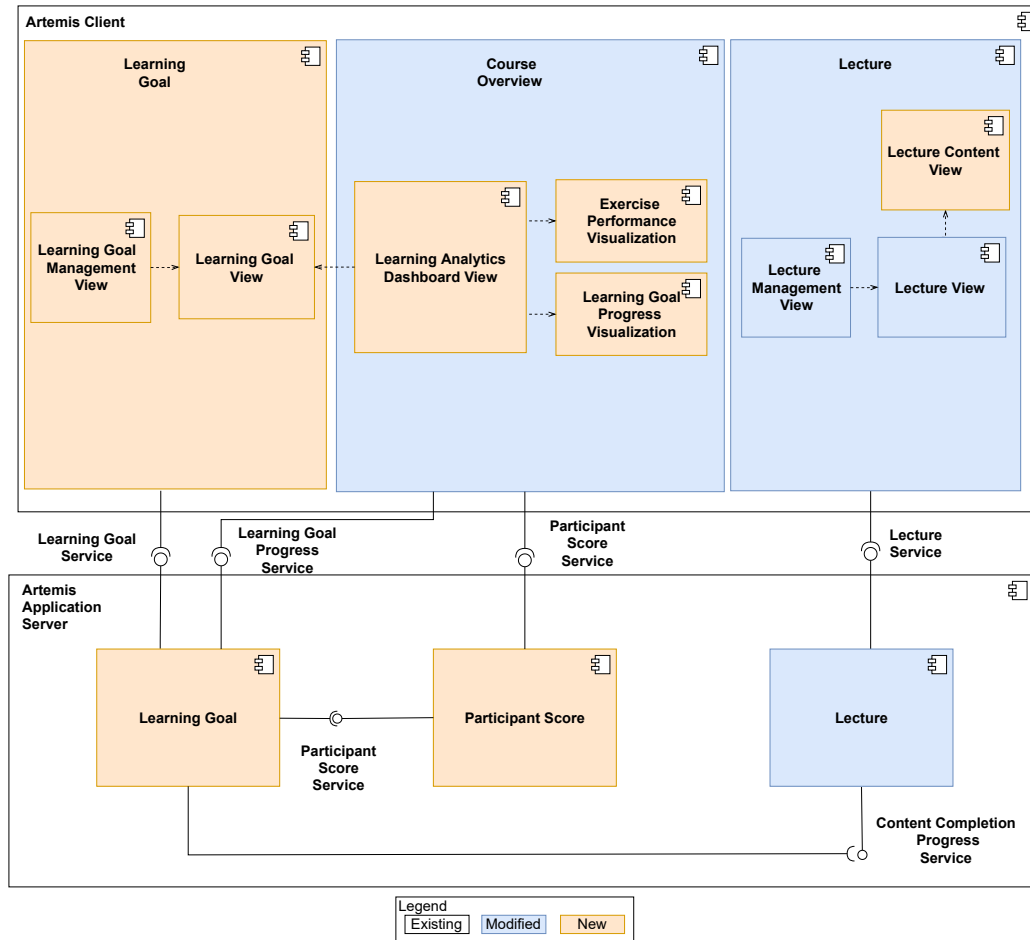 Artemis Client
Learning
Goal
Course
Overview
Lecture
Lecture Content
View
Learning Goal
Management
View
Learning Goal
View
Learning Analytics
Dashboard View
Exercise
Performance
Visualization
Learning Goal
Progress
Visualization
Lecture
Management
View
Lecture View
Learning Goal
Service
Learning Goal
Progress
Service
Participant
Score
Service
Lecture
Service
Artemis
Application
Server
Learning Goal
Participant Score
Lecture
Participant
Score
Service
Content Completion
Progress
Service
Legend
Existing
Modified
New